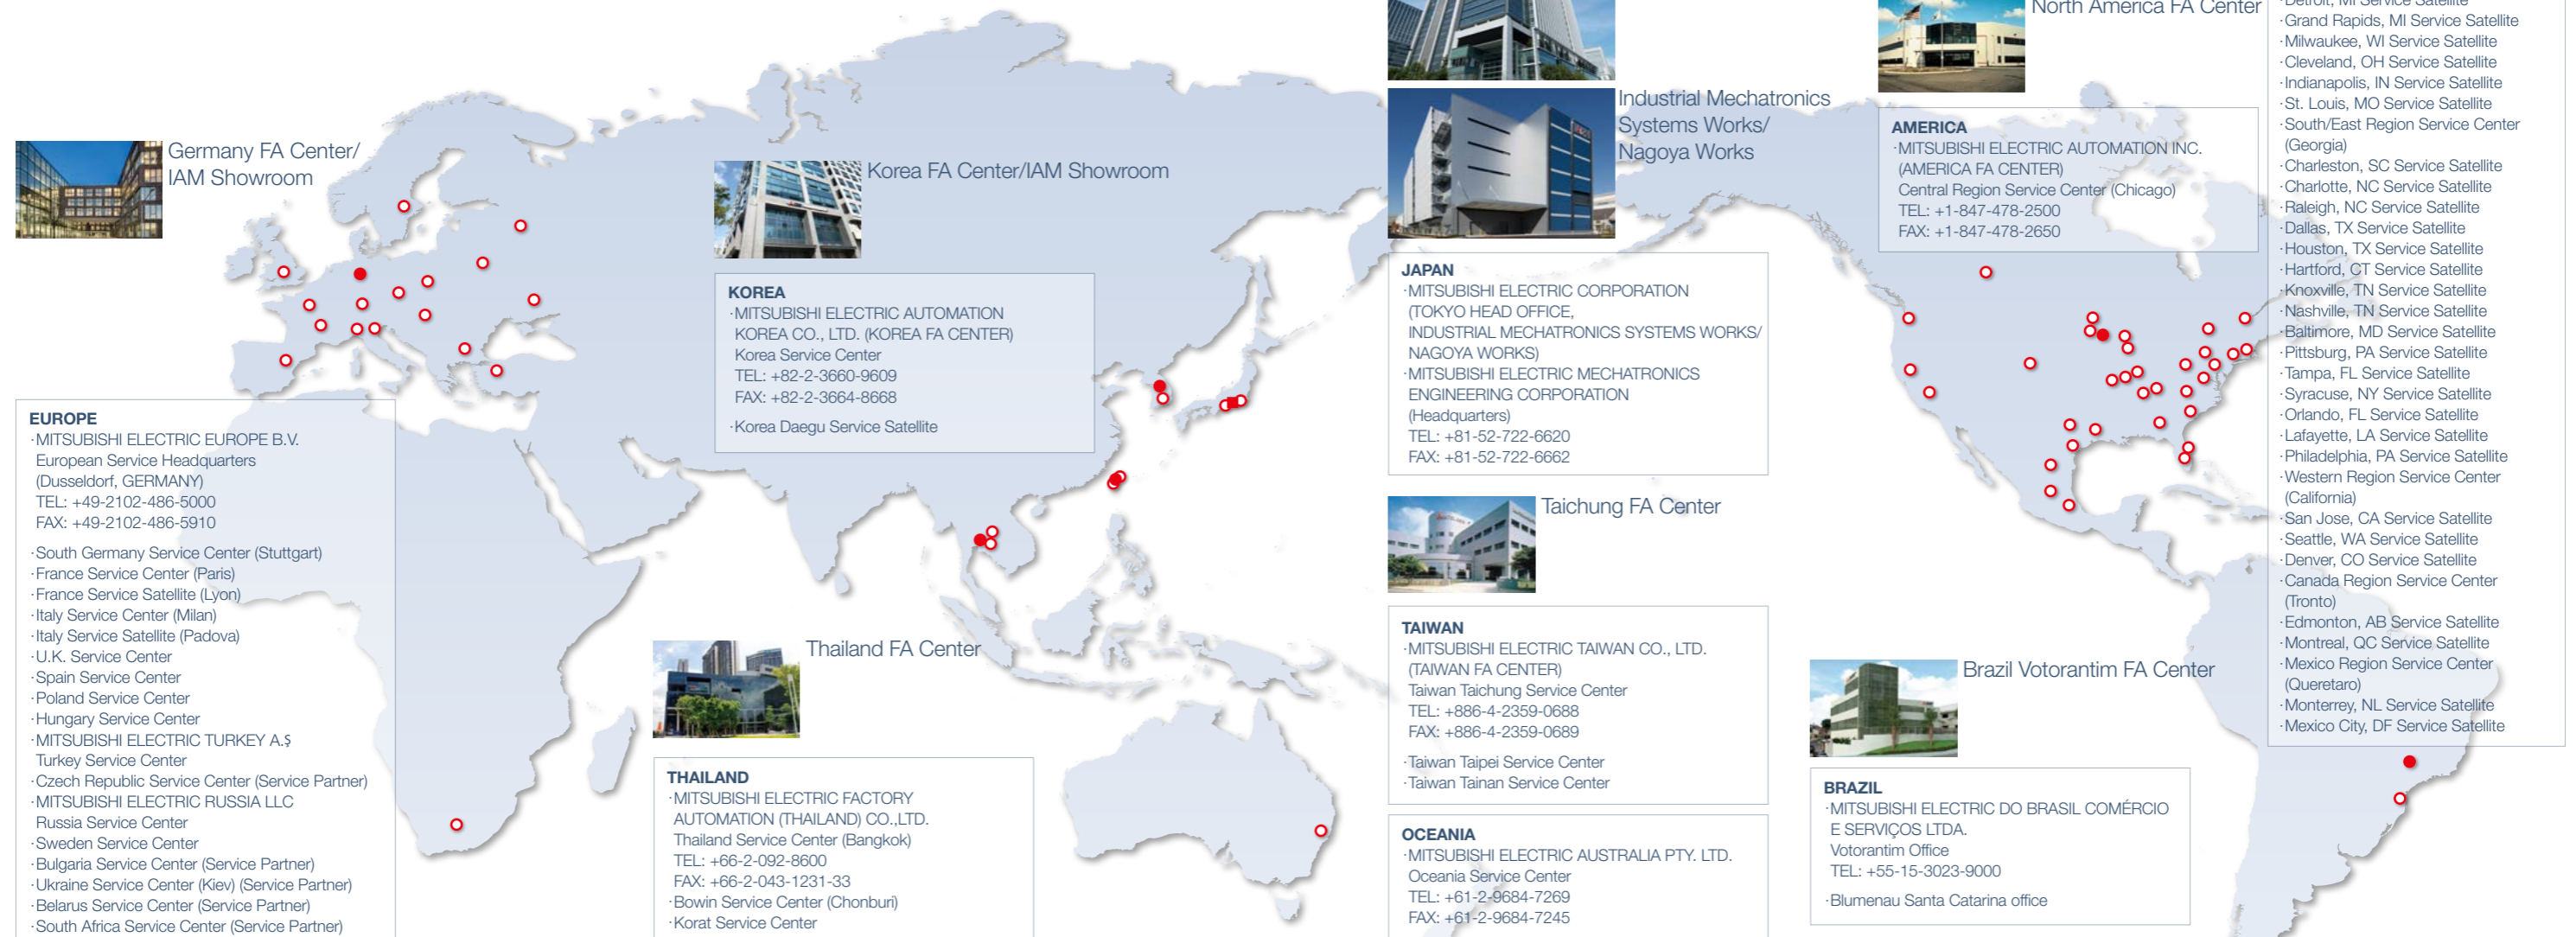 Germany FA Center/
IAM Showroom
EUROPE
·MITSUBISHI ELECTRIC EUROPE B.V.
European Service Headquarters
(Dusseldorf, GERMANY)
TEL: +49-2102-486-5000
FAX: +49-2102-486-5910
·South Germany Service Center (Stuttgart)
·France Service Center (Paris)
·France Service Satellite (Lyon)
·Italy Service Center (Milan)
·Italy Service Satellite (Padova)
·U.K. Service Center
·Spain Service Center
·Poland Service Center
·Hungary Service Center
·MITSUBISHI ELECTRIC TURKEY A.Ş
Turkey Service Center
·Czech Republic Service Center (Service Partner)
·MITSUBISHI ELECTRIC RUSSIA LLC
Russia Service Center
·Sweden Service Center
·Bulgaria Service Center (Service Partner)
·Ukraine Service Center (Kiev) (Service Partner)
·Belarus Service Center (Service Partner)
·South Africa Service Center (Service Partner)
Korea FA Center/IAM Showroom
KOREA
·MITSUBISHI ELECTRIC AUTOMATION
KOREA CO., LTD. (KOREA FA CENTER)
Korea Service Center
TEL: +82-2-3660-9609
FAX: +82-2-3664-8668
·Korea Daegu Service Satellite
Thailand FA Center
THAILAND
·MITSUBISHI ELECTRIC FACTORY
AUTOMATION (THAILAND) CO.,LTD.
Thailand Service Center (Bangkok)
TEL: +66-2-092-8600
FAX: +66-2-043-1231-33
·Bowin Service Center (Chonburi)
·Korat Service Center
Industrial Mechatronics
Systems Works/
Nagoya Works
JAPAN
·MITSUBISHI ELECTRIC CORPORATION
(TOKYO HEAD OFFICE,
INDUSTRIAL MECHATRONICS SYSTEMS WORKS/
NAGOYA WORKS)
·MITSUBISHI ELECTRIC MECHATRONICS
ENGINEERING CORPORATION
(Headquarters)
TEL: +81-52-722-6620
FAX: +81-52-722-6662
Taichung FA Center
TAIWAN
·MITSUBISHI ELECTRIC TAIWAN CO., LTD.
(TAIWAN FA CENTER)
Taiwan Taichung Service Center
TEL: +886-4-2359-0688
FAX: +886-4-2359-0689
·Taiwan Taipei Service Center
·Taiwan Tainan Service Center
OCEANIA
·MITSUBISHI ELECTRIC AUSTRALIA PTY. LTD.
Oceania Service Center
TEL: +61-2-9684-7269
FAX: +61-2-9684-7245
North America FA Center
AMERICA
·MITSUBISHI ELECTRIC AUTOMATION INC.
(AMERICA FA CENTER)
Central Region Service Center (Chicago)
TEL: +1-847-478-2500
FAX: +1-847-478-2650
·Detroit, MI Service Satellite
·Grand Rapids, MI Service Satellite
·Milwaukee, WI Service Satellite
·Cleveland, OH Service Satellite
·Indianapolis, IN Service Satellite
·St. Louis, MO Service Satellite
·South/East Region Service Center
(Georgia)
·Charleston, SC Service Satellite
·Charlotte, NC Service Satellite
·Raleigh, NC Service Satellite
·Dallas, TX Service Satellite
·Houston, TX Service Satellite
·Hartford, CT Service Satellite
·Knoxville, TN Service Satellite
·Nashville, TN Service Satellite
·Baltimore, MD Service Satellite
·Pittsburg, PA Service Satellite
·Tampa, FL Service Satellite
·Syracuse, NY Service Satellite
·Orlando, FL Service Satellite
·Lafayette, LA Service Satellite
·Philadelphia, PA Service Satellite
·Western Region Service Center
(California)
·San Jose, CA Service Satellite
·Seattle, WA Service Satellite
·Denver, CO Service Satellite
·Canada Region Service Center
(Tronto)
·Edmonton, AB Service Satellite
·Montreal, QC Service Satellite
·Mexico Region Service Center
(Queretaro)
·Monterrey, NL Service Satellite
·Mexico City, DF Service Satellite
Brazil Votorantim FA Center
BRAZIL
·MITSUBISHI ELECTRIC DO BRASIL COMÉRCIO
E SERVIÇOS LTDA.
Votorantim Office
TEL: +55-15-3023-9000
·Blumenau Santa Catarina office